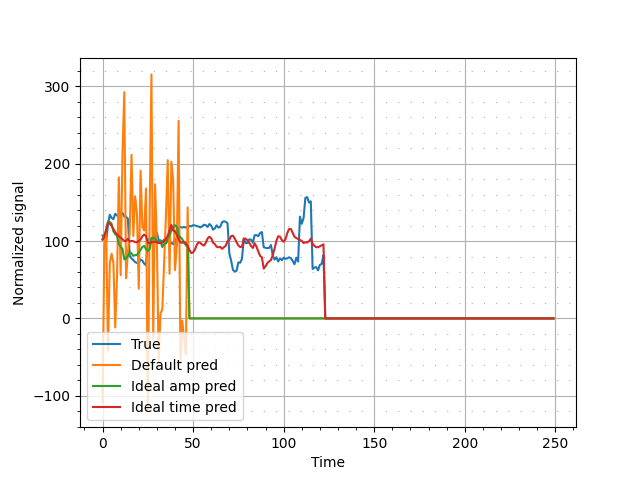 300
200
100
0
−100
0
50
100
150
200
250
Normalized signal
Time
True
Default pred
Ideal amp pred
Ideal time pred